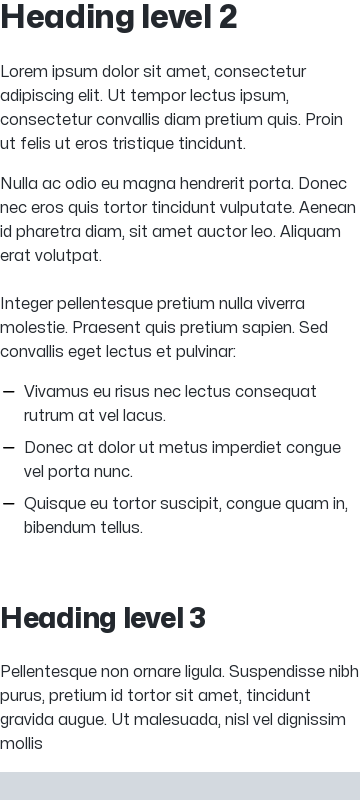 Heading level 2
Lorem ipsum dolor sit amet, consectetur
adipiscing elit. Ut tempor lectus ipsum,
consectetur convallis diam pretium quis. Proin
ut felis ut eros tristique tincidunt.
Nulla ac odio eu magna hendrerit porta. Donec
nec eros quis tortor tincidunt vulputate. Aenean
id pharetra diam, sit amet auctor leo. Aliquam
erat volutpat.
Integer pellentesque pretium nulla viverra
molestie. Praesent quis pretium sapien. Sed
convallis eget lectus et pulvinar:
— Vivamus eu risus nec lectus consequat
rutrum at vel lacus.
— Donec at dolor ut metus imperdiet congue
vel porta nunc.
— Quisque eu tortor suscipit, congue quam in,
bibendum tellus.
Heading level 3
Pellentesque non ornare ligula. Suspendisse nibh
purus, pretium id tortor sit amet, tincidunt
gravida augue. Ut malesuada, nisl vel dignissim
mollis